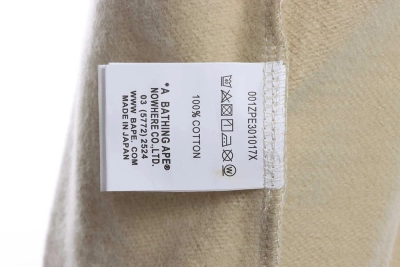 001ZPE301017X
100% COTTON
*A BATHING APE®
NOWHERE CO.,LTD.
03 (5772) 2524
WWW. BAPE. COM
MADE IN JAPAN